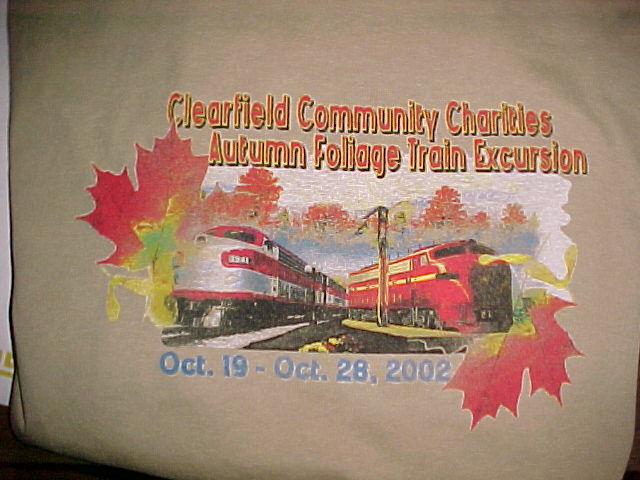 Clearfield Community Charities
Autumn Foliage Train Excursion
Oct. 19 - Oct. 28, 2002